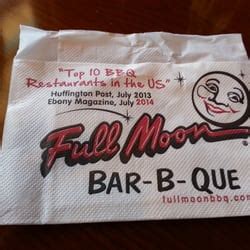 "Top 10 BBQ
Restaurants in the US"
Huffington Post, July 2013
Ebony Magazine, July 2014
Full Moon®
BAR-B-QUE
fullmoonbbq.com